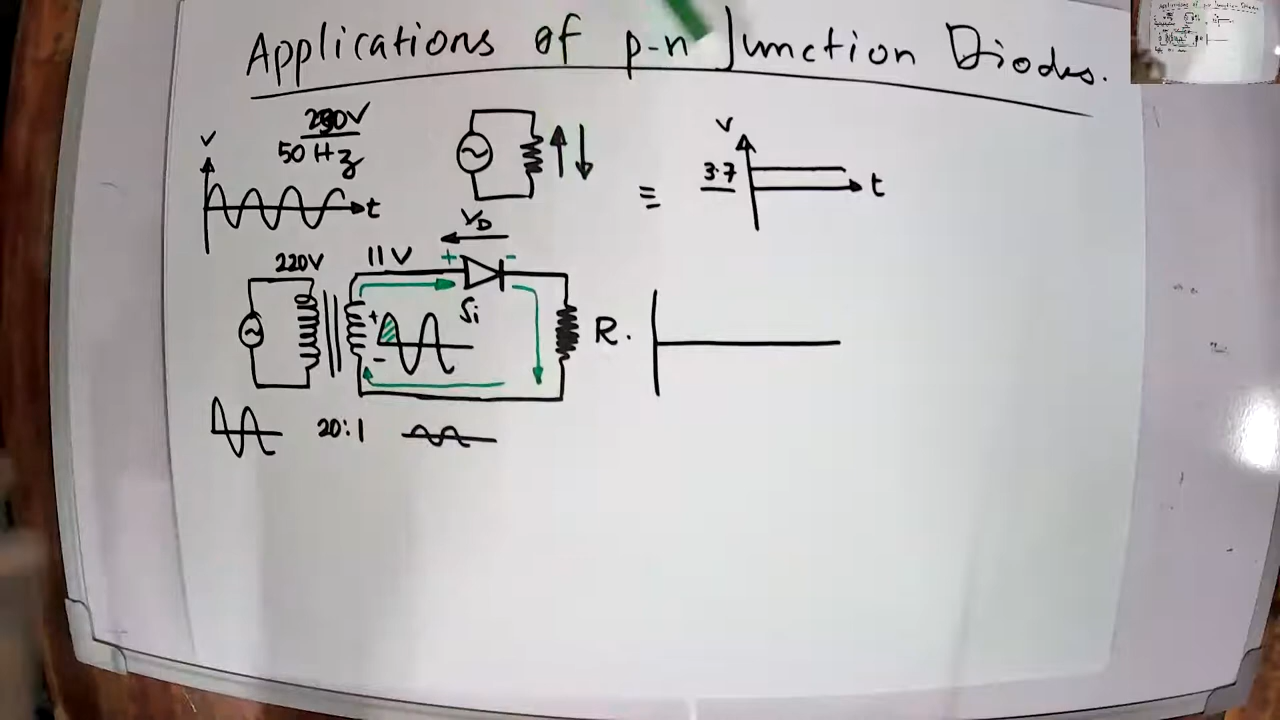 Applications of p-n Junction Diodes.
230V
50 Hz
V
t
V
3.7
t
≡
VD
220V
11V
+
-
Si
+
-
R.
20:1